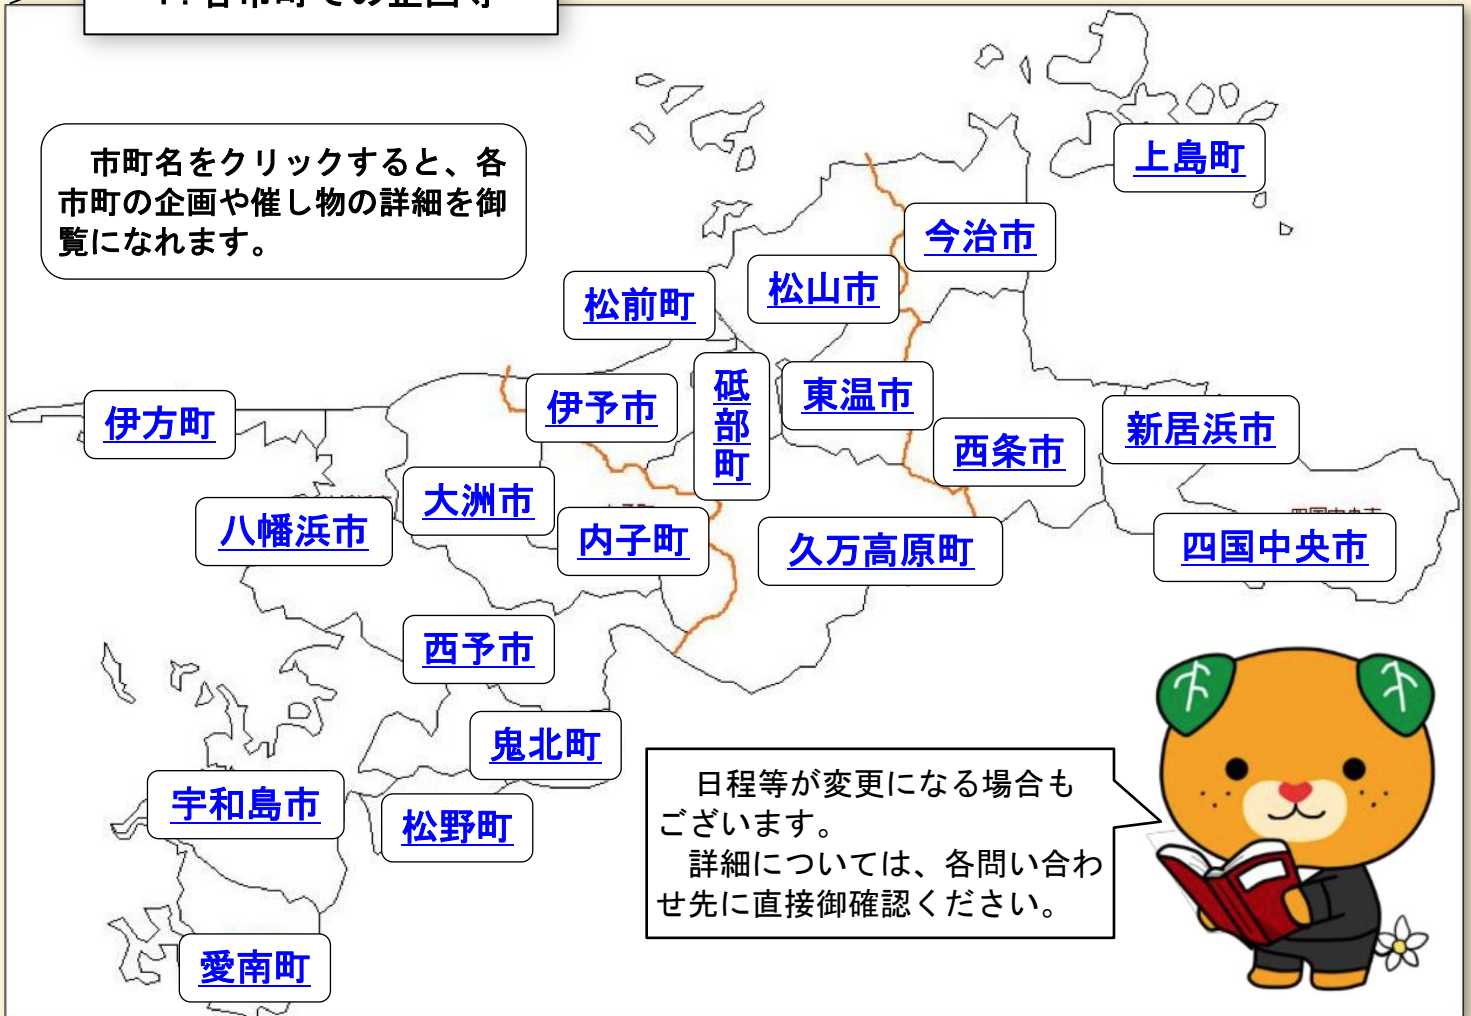 市町名をクリックすると、各
市町の企画や催し物の詳細を御
覧になれます。
上島町
今治市
松山市
松前町
砥部町
東温市
伊予市
伊方町
西条市
新居浜市
大洲市
八幡浜市
内子町
久万高原町
四国中央市
西予市
鬼北町
宇和島市
松野町
愛南町
日程等が変更になる場合も
ございます。
詳細については、各問い合わ
せ先に直接御確認ください。